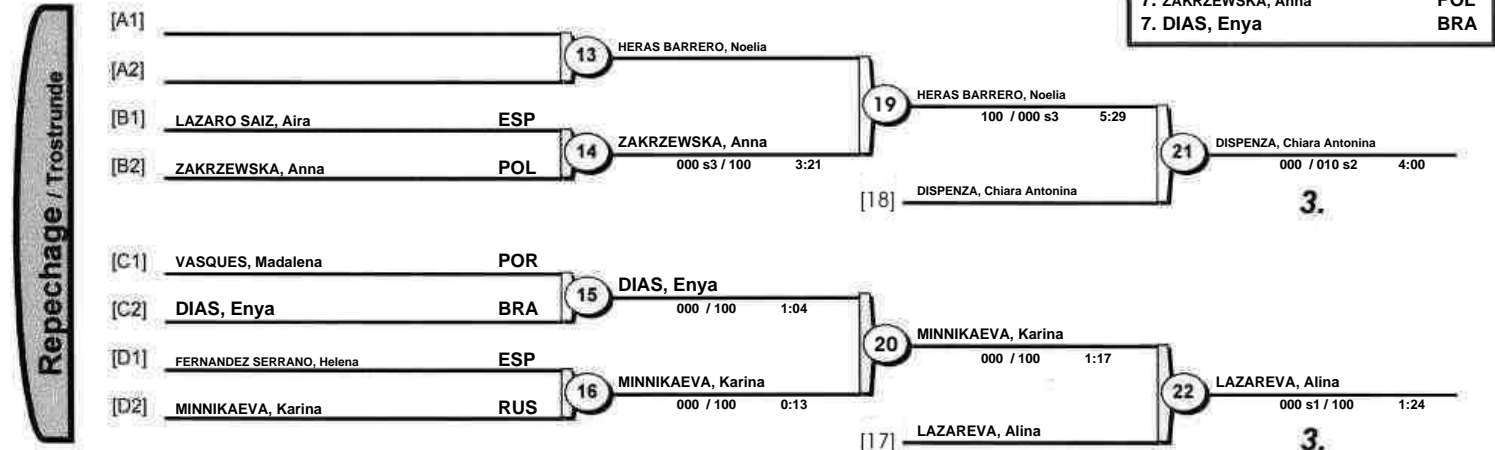 7. ZAKRZEWSKA, Anna POL
7. DIAS, Enya BRA
Repechage / Trostrunde
[A1]
13 HERAS BARRERO, Noelia
[A2]
19 HERAS BARRERO, Noelia
100 / 000 s3 5:29
[B1] LAZARO SAIZ, Aira ESP
14 ZAKRZEWSKA, Anna
000 s3 / 100 3:21
21 DISPENZA, Chiara Antonina
000 / 010 s2 4:00
[B2] ZAKRZEWSKA, Anna POL
[18] DISPENZA, Chiara Antonina
3.
[C1] VASQUES, Madalena POR
15 DIAS, Enya
000 / 100 1:04
[C2] DIAS, Enya BRA
20 MINNIKAEVA, Karina
000 / 100 1:17
[D1] FERNANDEZ SERRANO, Helena ESP
16 MINNIKAEVA, Karina
000 / 100 0:13
22 LAZAREVA, Alina
000 s1 / 100 1:24
[D2] MINNIKAEVA, Karina RUS
[17] LAZAREVA, Alina
3.